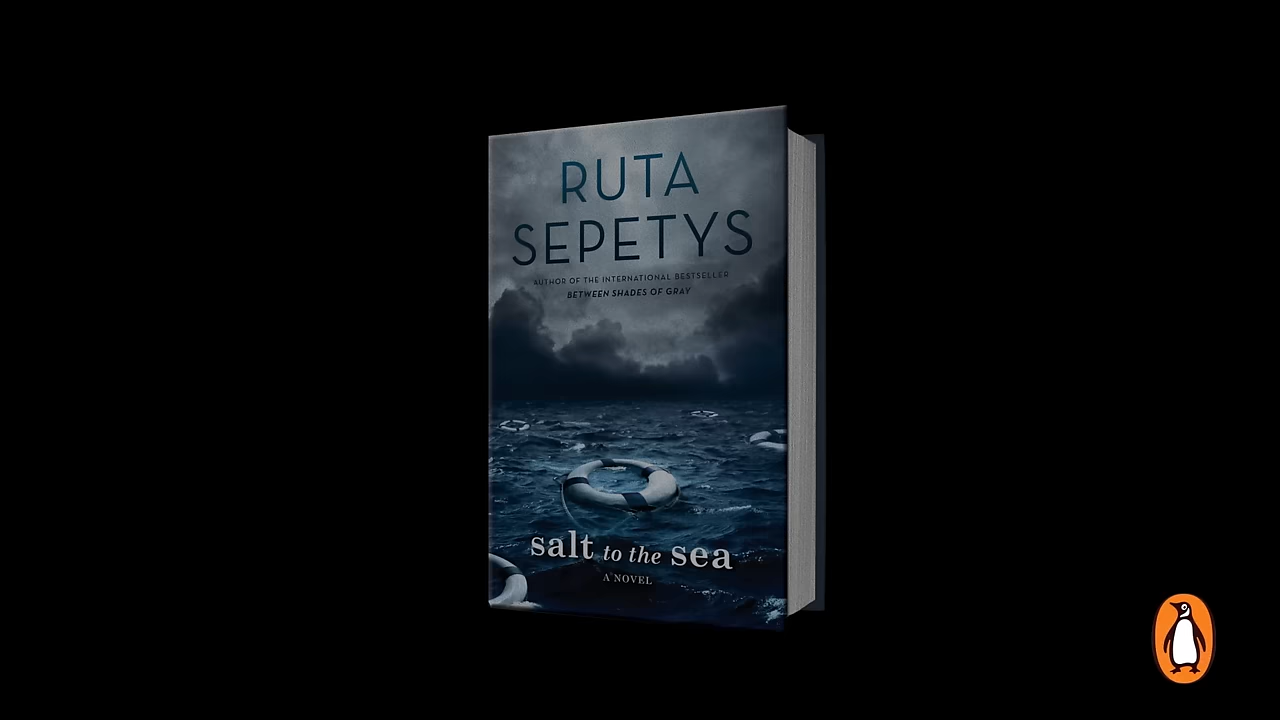 RUTA
SEPETYS
AUTHOR OF THE INTERNATIONAL BESTSELLER
BETWEEN SHADES OF GRAY
salt to the sea
A NOVEL